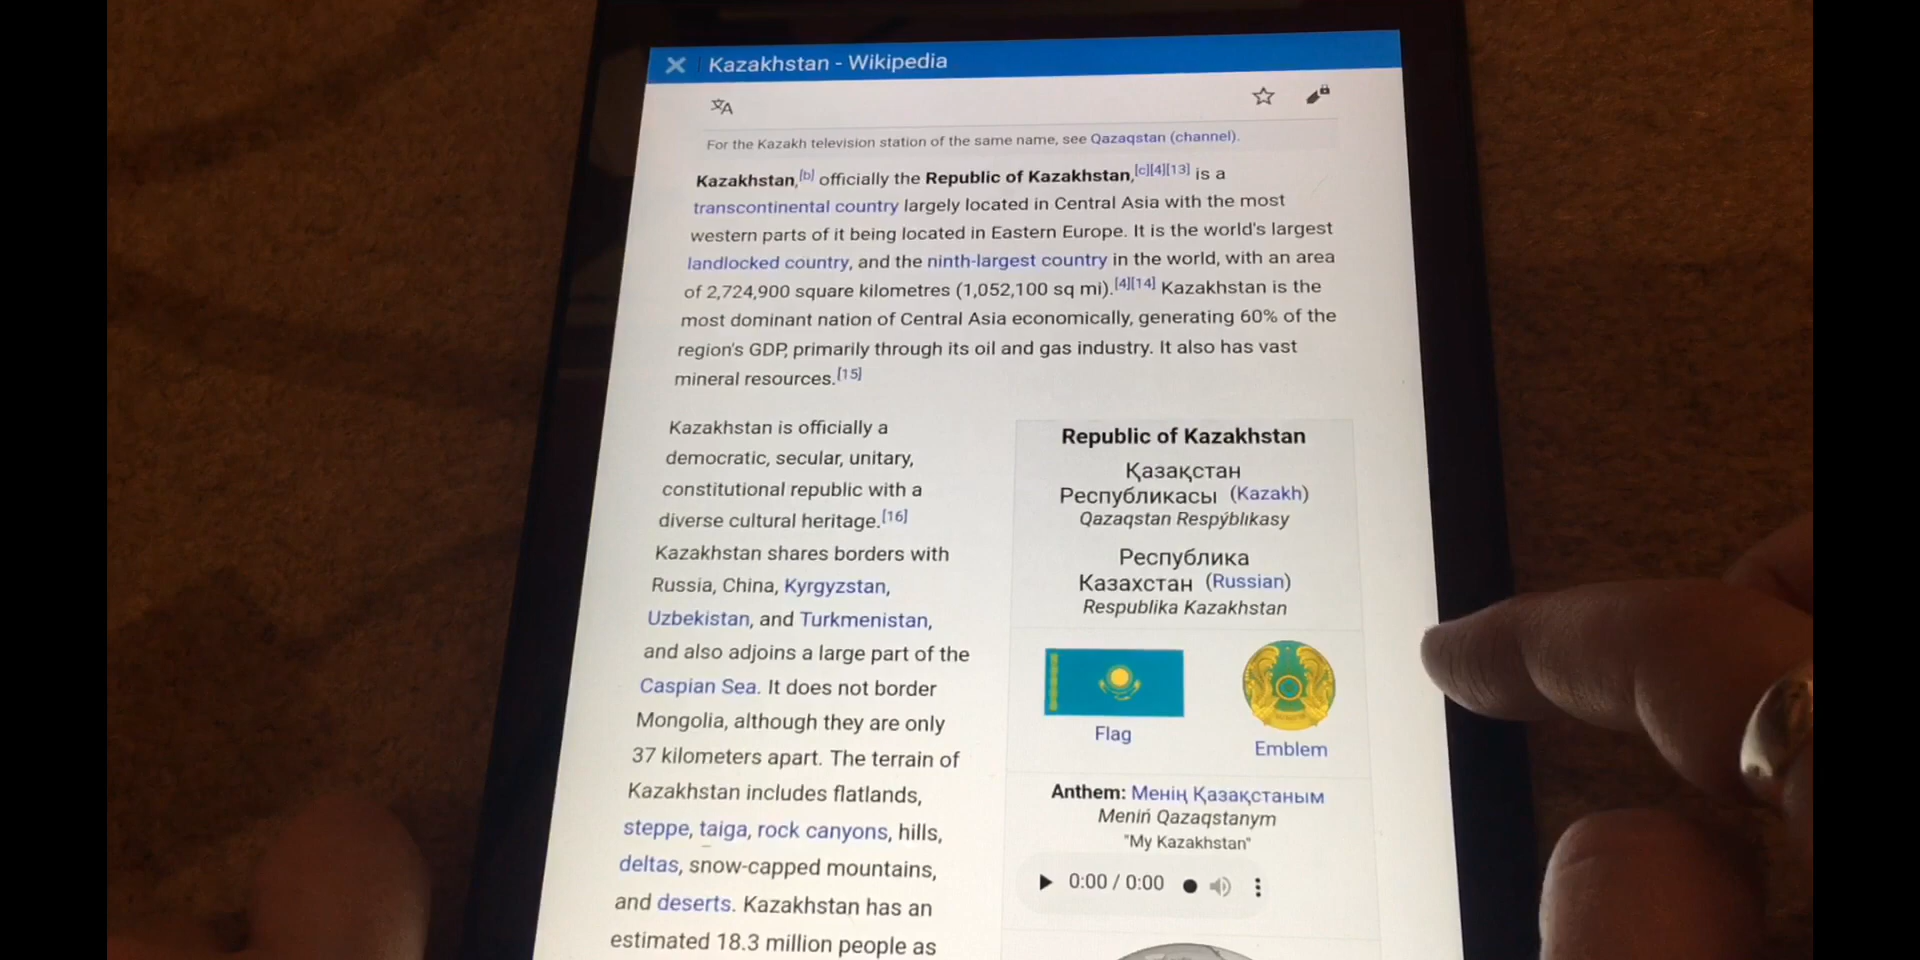 Kazakhstan - Wikipedia
For the Kazakh television station of the same name, see Qazaqstan (channel).
Kazakhstan,[b] officially the Republic of Kazakhstan,[c][4][13] is a
transcontinental country largely located in Central Asia with the most
western parts of it being located in Eastern Europe. It is the world's largest
landlocked country, and the ninth-largest country in the world, with an area
of 2,724,900 square kilometres (1,052,100 sq mi).[4][14] Kazakhstan is the
most dominant nation of Central Asia economically, generating 60% of the
region's GDP, primarily through its oil and gas industry. It also has vast
mineral resources.[15]
Kazakhstan is officially a
democratic, secular, unitary,
constitutional republic with a
diverse cultural heritage.[16]
Kazakhstan shares borders with
Russia, China, Kyrgyzstan,
Uzbekistan, and Turkmenistan,
and also adjoins a large part of the
Caspian Sea. It does not border
Mongolia, although they are only
37 kilometers apart. The terrain of
Kazakhstan includes flatlands,
steppe, taiga, rock canyons, hills,
deltas, snow-capped mountains,
and deserts. Kazakhstan has an
estimated 18.3 million people as
Republic of Kazakhstan
Қазақстан
Республикасы (Kazakh)
Qazaqstan Respýblıkasy
Республика
Казахстан (Russian)
Respublika Kazakhstan
Flag
Emblem
Anthem: Менің Қазақстаным
Meniń Qazaqstanym
"My Kazakhstan"
0:00 / 0:00